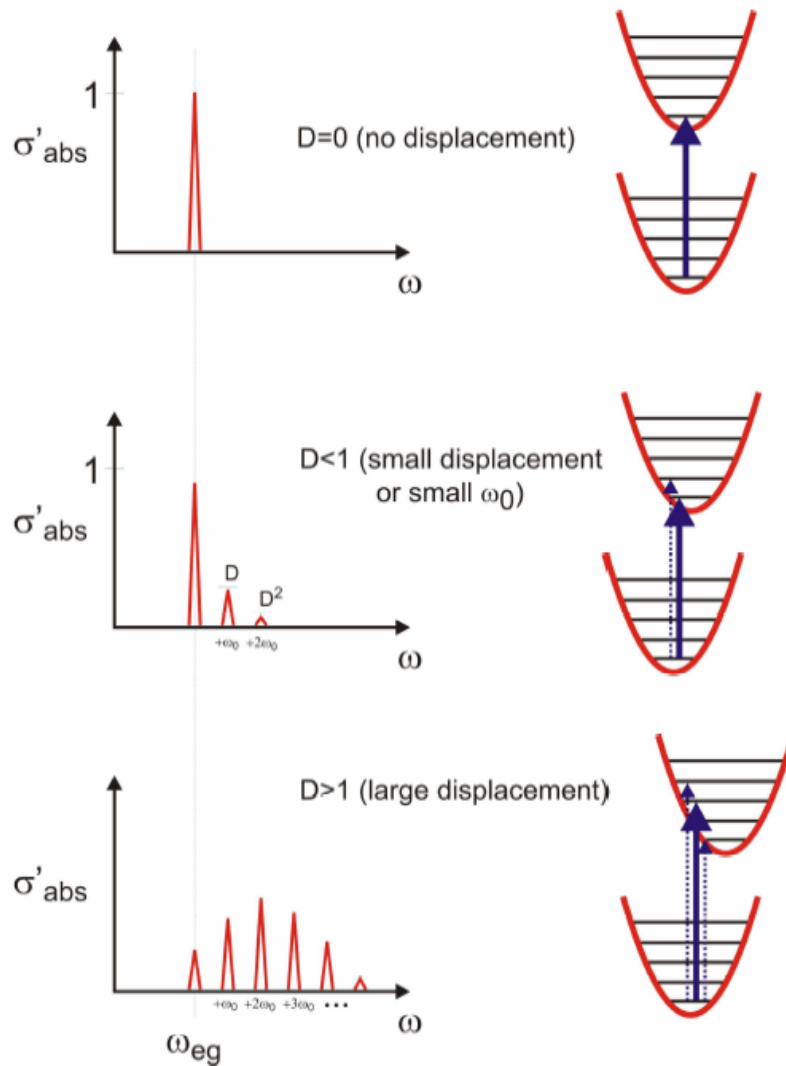 1
σ'abs
D=0 (no displacement)
ω
1
σ'abs
D<1 (small displacement
or small ω₀)
D
D²
+ω₀ +2ω₀
ω
D>1 (large displacement)
σ'abs
+ω₀ +2ω₀ +3ω₀ •••
ω
ωeg